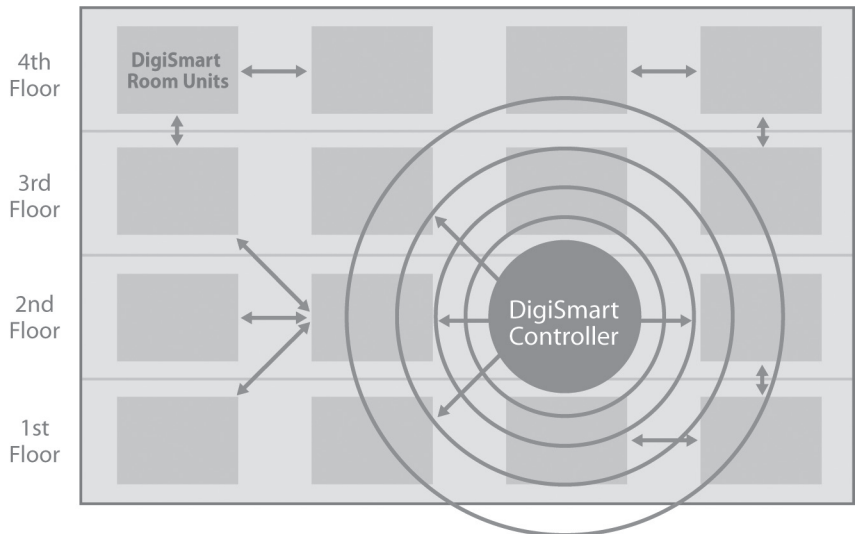 4th
Floor
DigiSmart
Room Units
3rd
Floor
2nd
Floor
DigiSmart
Controller
1st
Floor